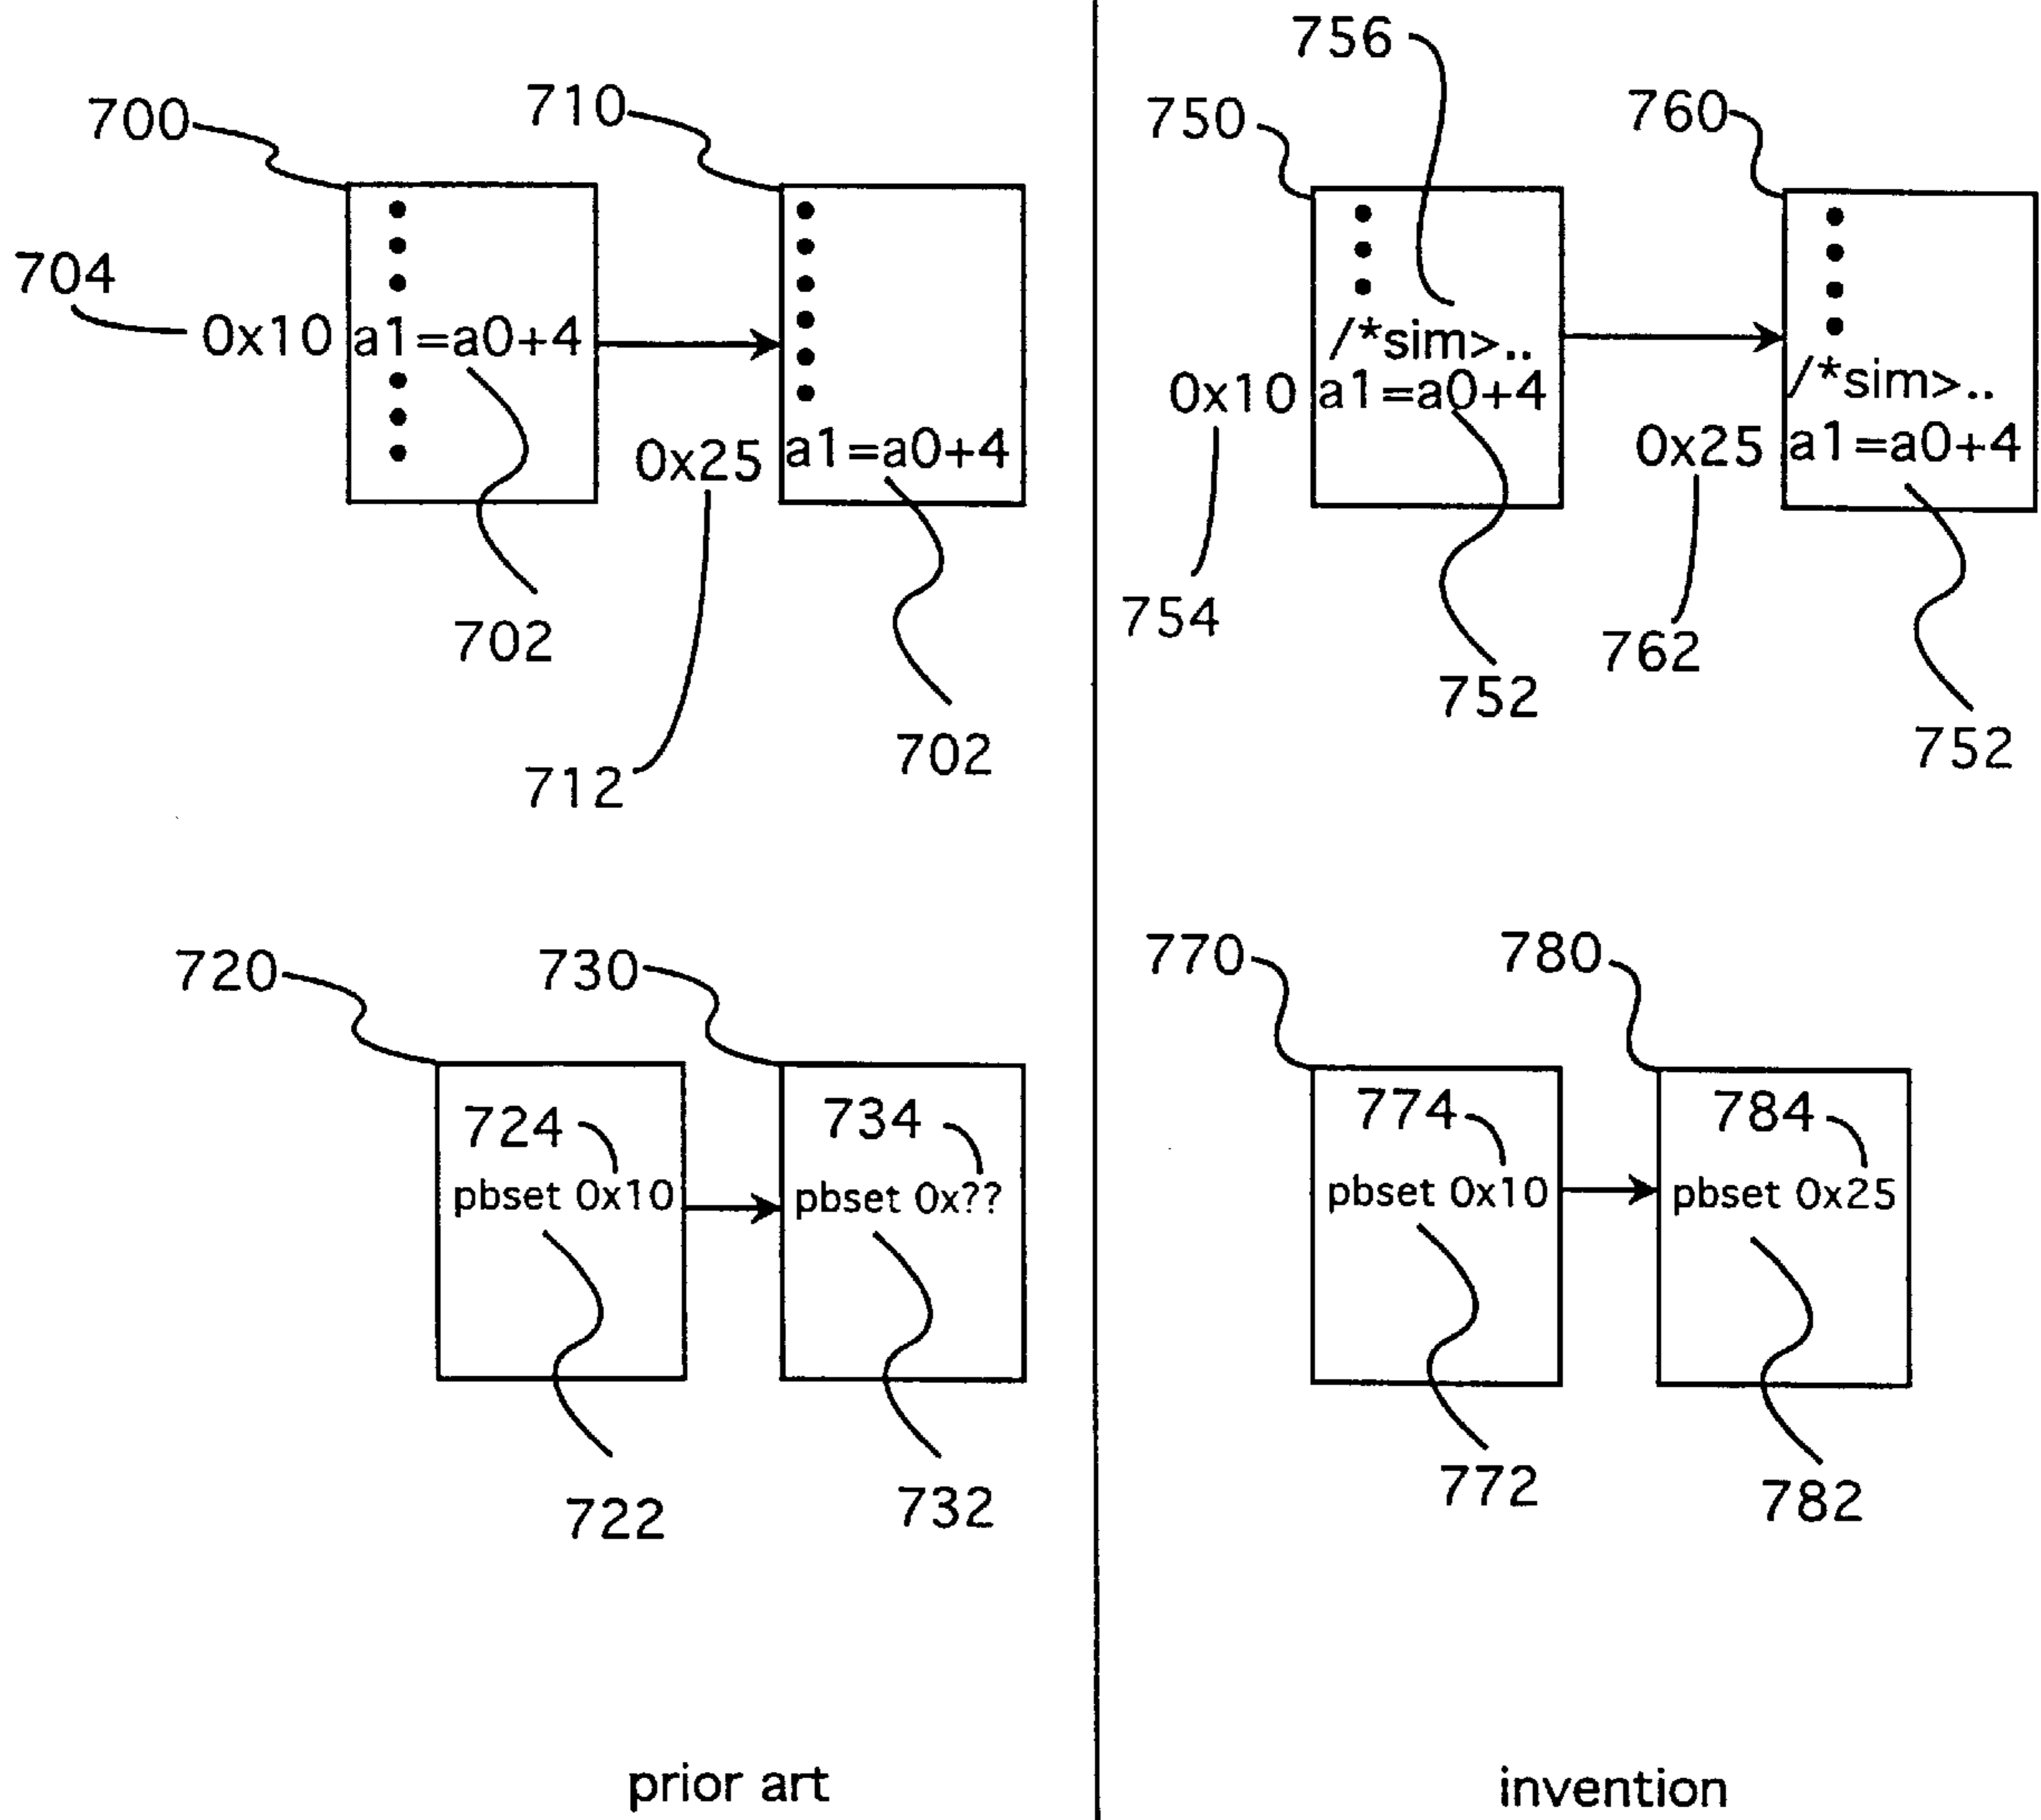 700
710
704
0x10 a1=a0+4
0x25 a1=a0+4
702
702
712
720
730
724
734
pbset 0x10
pbset 0x??
722
732
prior art
756
750
760
/*sim>..
0x10 a1=a0+4
/*sim>..
0x25 a1=a0+4
754
752
762
752
770
780
774
784
pbset 0x10
pbset 0x25
772
782
invention